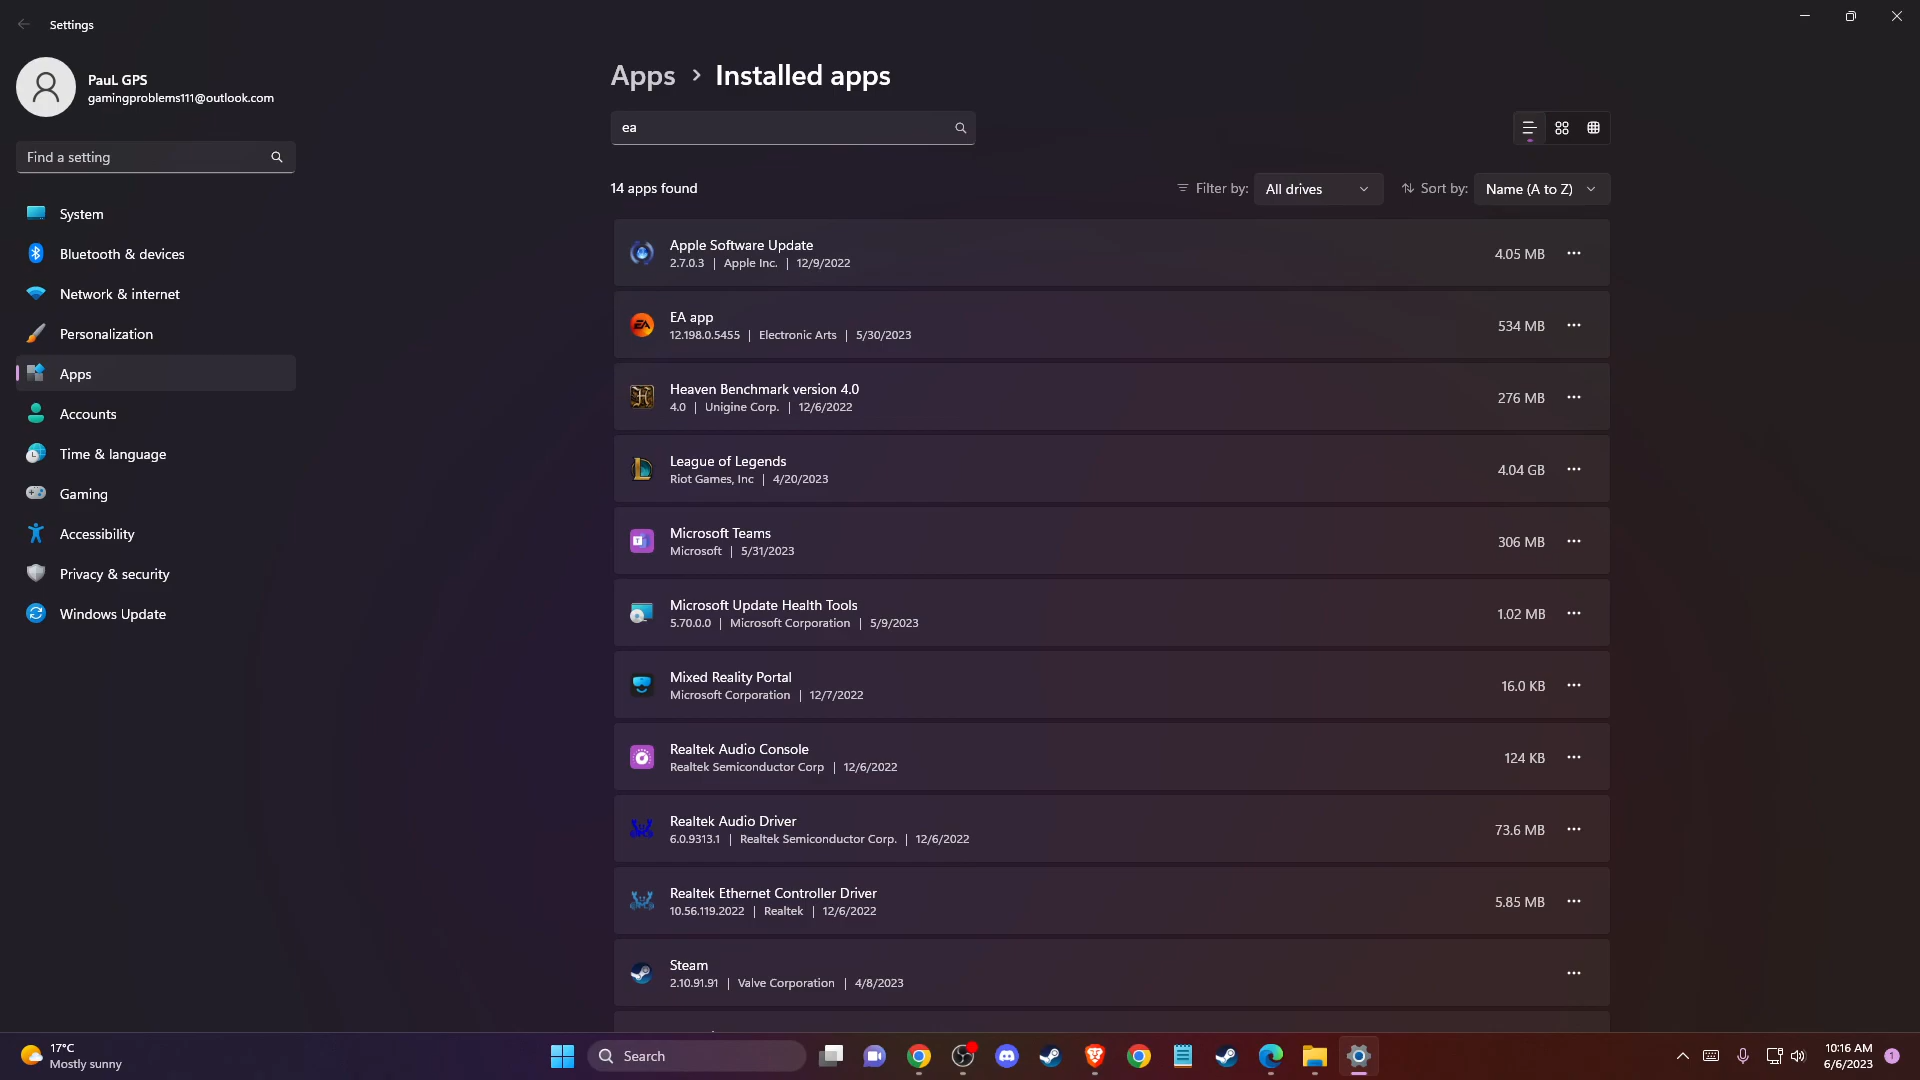 Settings
PauL GPS
gamingproblems111@outlook.com
Find a setting
System
Bluetooth & devices
Network & internet
Personalization
Apps
Accounts
Time & language
Gaming
Accessibility
Privacy & security
Windows Update
Apps > Installed apps
ea
14 apps found
Filter by: All drives
Sort by: Name (A to Z)
Apple Software Update
2.7.0.3 | Apple Inc. | 12/9/2022
4.05 MB
EA app
12.198.0.5455 | Electronic Arts | 5/30/2023
534 MB
Heaven Benchmark version 4.0
4.0 | Unigine Corp. | 12/6/2022
276 MB
League of Legends
Riot Games, Inc | 4/20/2023
4.04 GB
Microsoft Teams
Microsoft | 5/31/2023
306 MB
Microsoft Update Health Tools
5.70.0.0 | Microsoft Corporation | 5/9/2023
1.02 MB
Mixed Reality Portal
Microsoft Corporation | 12/7/2022
16.0 KB
Realtek Audio Console
Realtek Semiconductor Corp | 12/6/2022
124 KB
Realtek Audio Driver
6.0.9313.1 | Realtek Semiconductor Corp. | 12/6/2022
73.6 MB
Realtek Ethernet Controller Driver
10.56.119.2022 | Realtek | 12/6/2022
5.85 MB
Steam
2.10.91.91 | Valve Corporation | 4/8/2023
17°C
Mostly sunny
Search
10:16 AM
6/6/2023
1